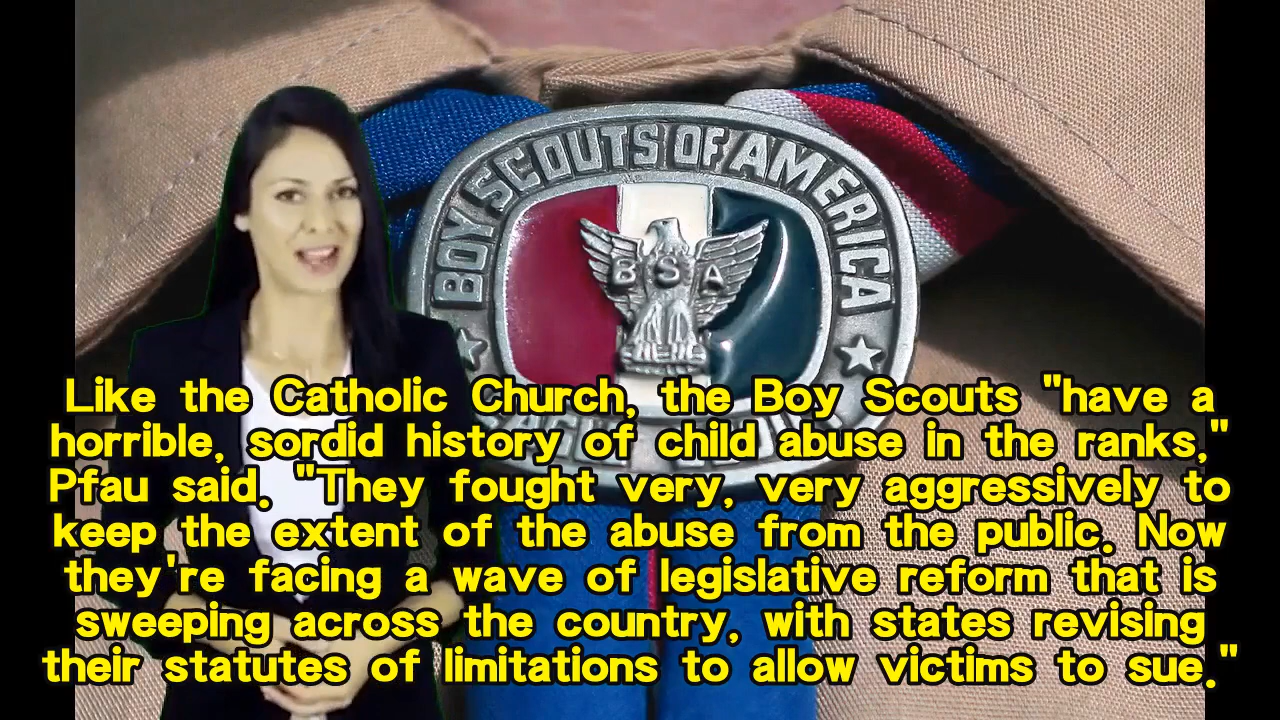 BOY SCOUTS OF AMERICA
BSA
Like the Catholic Church, the Boy Scouts "have a
horrible, sordid history of child abuse in the ranks,"
Pfau said. "They fought very, very aggressively to
keep the extent of the abuse from the public. Now
they're facing a wave of legislative reform that is
sweeping across the country, with states revising
their statutes of limitations to allow victims to sue."